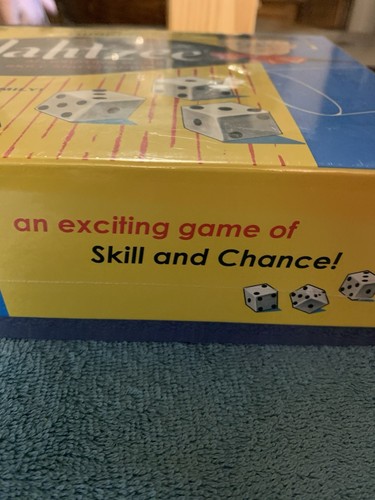 an exciting game of
Skill and Chance!